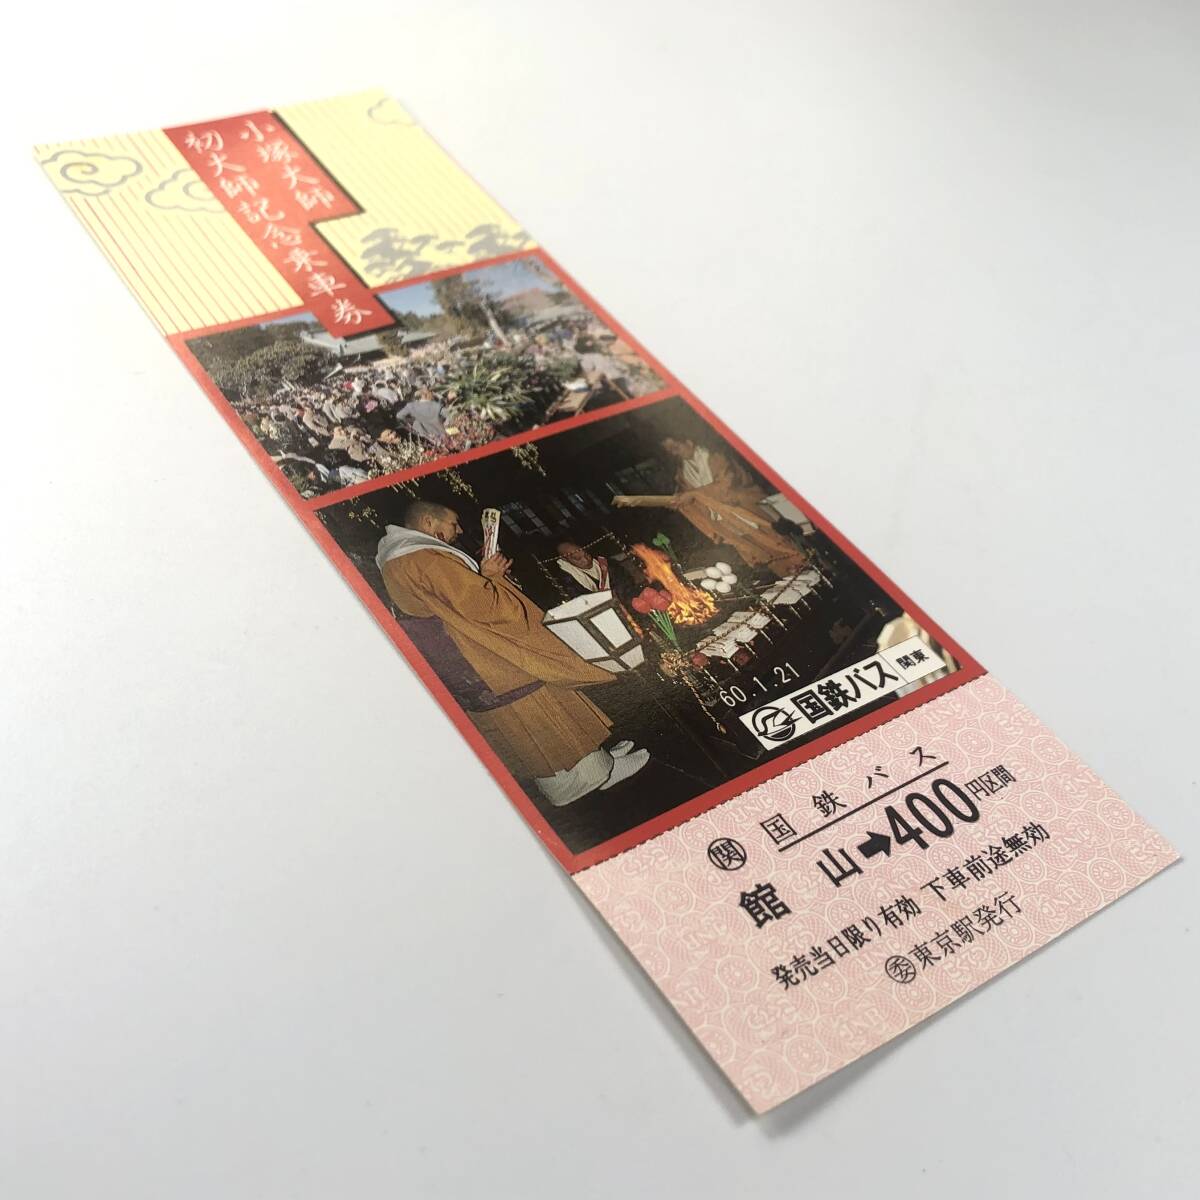 小塚大師
初大師記念乗車券
60.1.21
国鉄バス 関東
関 国鉄バス
館山➡400円区間
発売当日限り有効 下車前途無効
委東京駅発行